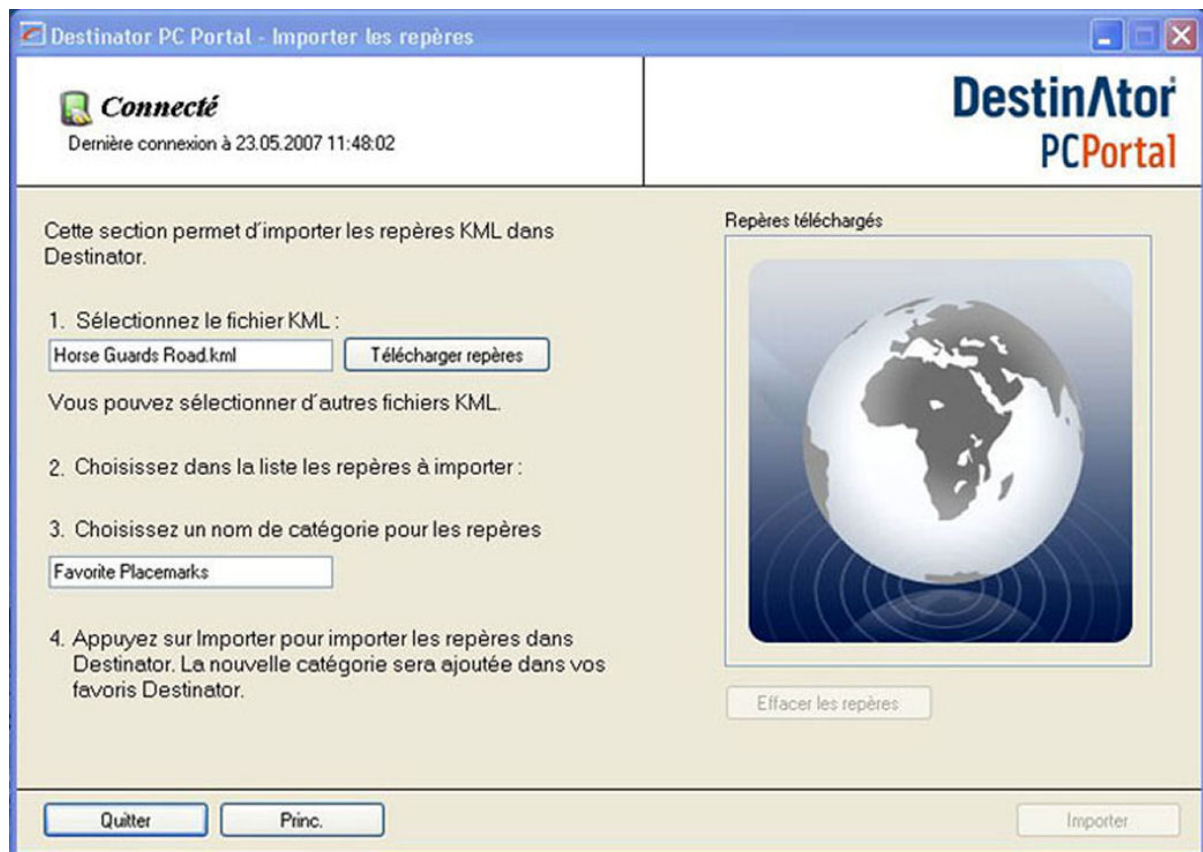 Destinator PC Portal - Importer les repères
Connecté
Dernière connexion à 23.05.2007 11:48:02
DestinAtor
PCPortal
Cette section permet d'importer les repères KML dans
Destinator.
1. Sélectionnez le fichier KML :
Horse Guards Road.kml
Télécharger repères
Vous pouvez sélectionner d'autres fichiers KML.
2. Choisissez dans la liste les repères à importer :
3. Choisissez un nom de catégorie pour les repères
Favorite Placemarks
4. Appuyez sur Importer pour importer les repères dans
Destinator. La nouvelle catégorie sera ajoutée dans vos
favoris Destinator.
Repères téléchargés
Effacer les repères
Quitter
Princ.
Importer